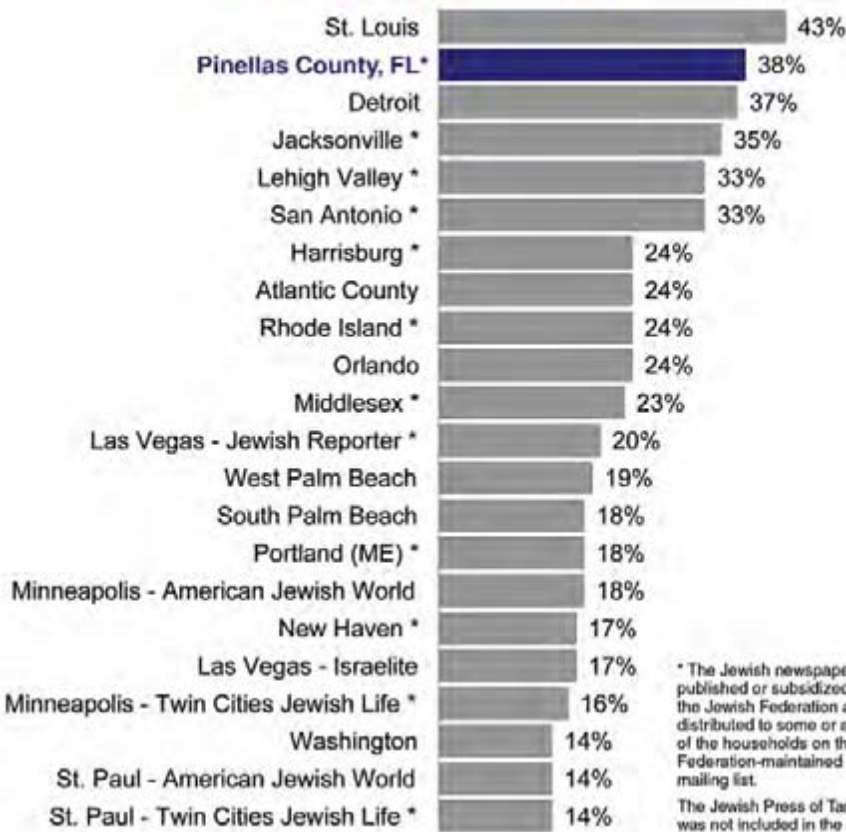 St. Louis 43%
Pinellas County, FL* 38%
Detroit 37%
Jacksonville * 35%
Lehigh Valley * 33%
San Antonio * 33%
Harrisburg * 24%
Atlantic County 24%
Rhode Island * 24%
Orlando 24%
Middlesex * 23%
Las Vegas - Jewish Reporter * 20%
West Palm Beach 19%
South Palm Beach 18%
Portland (ME) * 18%
Minneapolis - American Jewish World 18%
New Haven * 17%
Las Vegas - Israelite 17%
Minneapolis - Twin Cities Jewish Life * 16%
Washington 14%
St. Paul - American Jewish World 14%
St. Paul - Twin Cities Jewish Life * 14%
* The Jewish newspape
published or subsidized
the Jewish Federation a
distributed to some or a
of the households on th
Federation-maintained
mailing list.
The Jewish Press of Ta
was not included in the